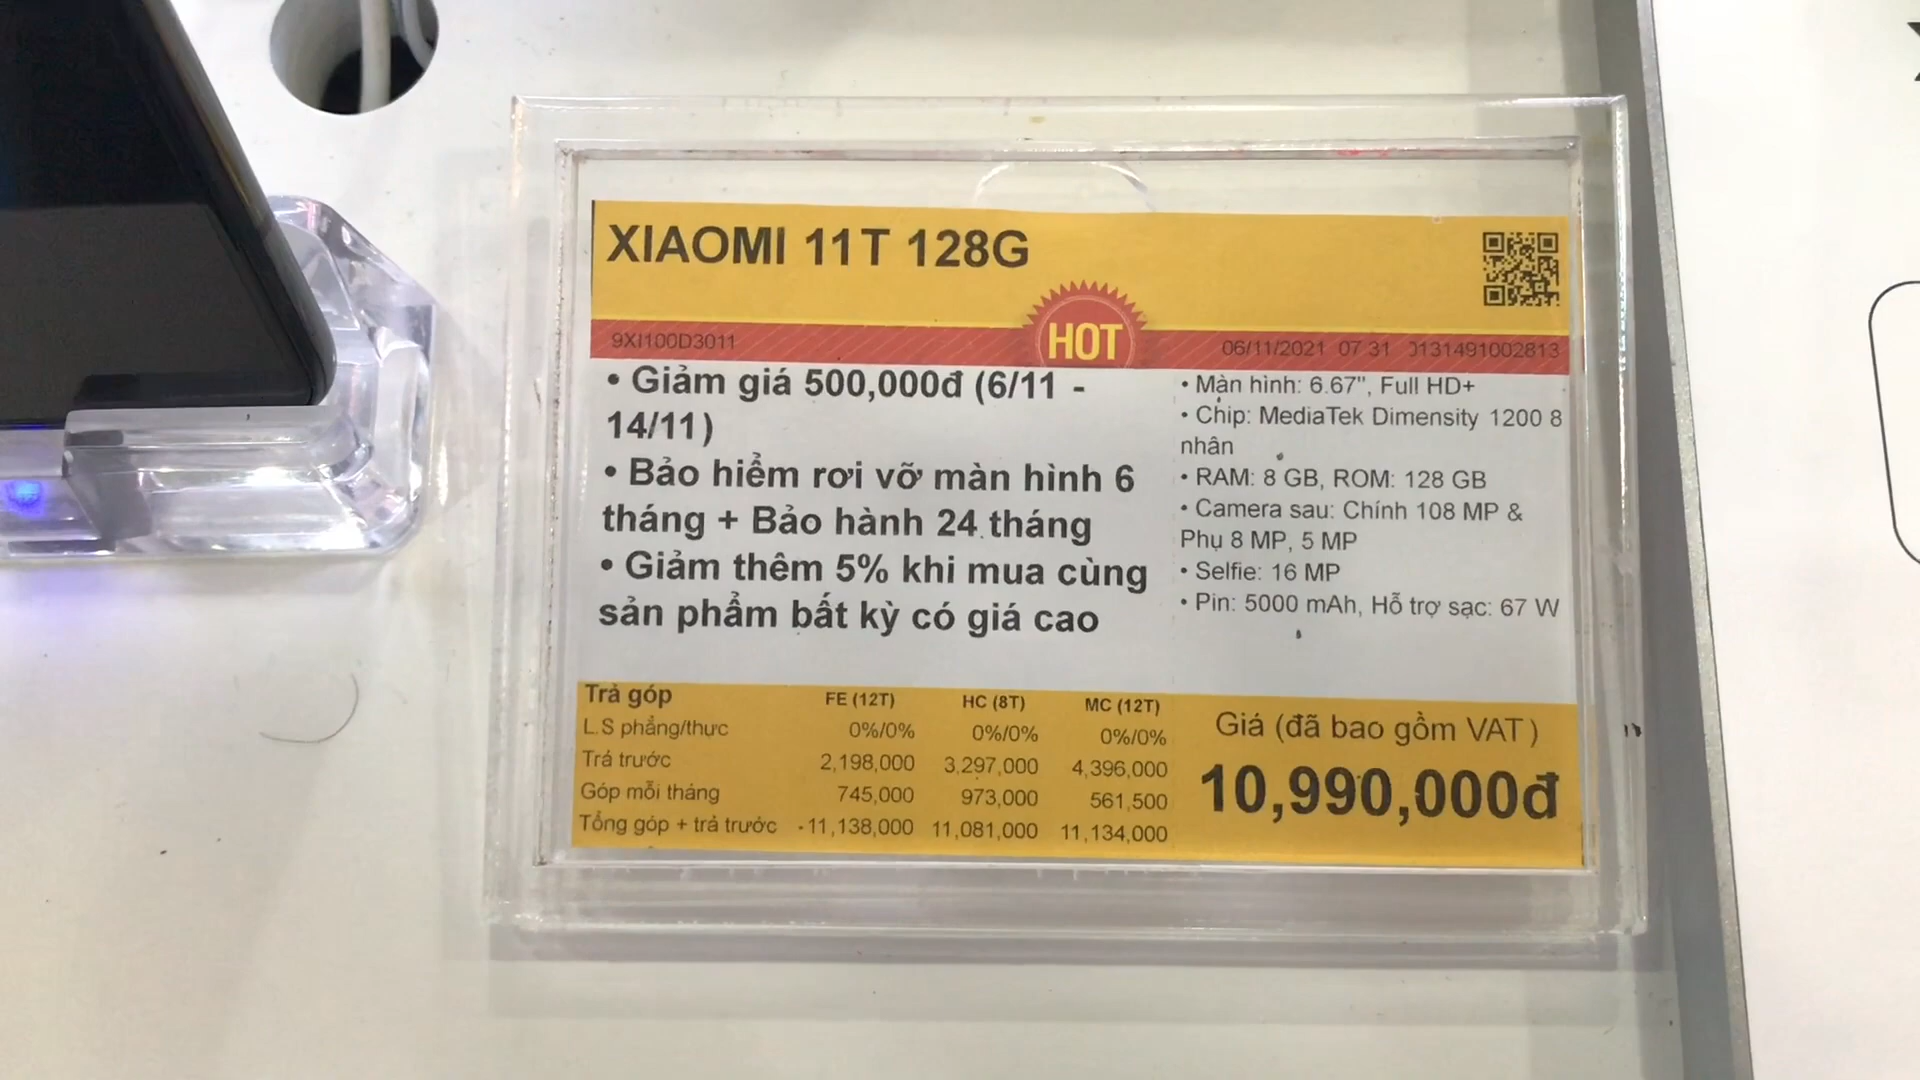 XIAOMI 11T 128G
HOT
9XI100D3011
06/11/2021 07:31 0131491002813
• Giảm giá 500,000đ (6/11 -
14/11)
• Bảo hiểm rơi vỡ màn hình 6
tháng + Bảo hành 24 tháng
• Giảm thêm 5% khi mua cùng
sản phẩm bất kỳ có giá cao
• Màn hình: 6.67", Full HD+
• Chip: MediaTek Dimensity 1200 8
nhân
• RAM: 8 GB, ROM: 128 GB
• Camera sau: Chính 108 MP &
Phụ 8 MP, 5 MP
• Selfie: 16 MP
• Pin: 5000 mAh, Hỗ trợ sạc: 67 W
Trả góp FE (12T) HC (8T) MC (12T)
L.S phẳng/thực 0%/0% 0%/0% 0%/0%
Trả trước 2,198,000 3,297,000 4,396,000
Góp mỗi tháng 745,000 973,000 561,500
Tổng góp + trả trước 11,138,000 11,081,000 11,134,000
Giá (đã bao gồm VAT)
10,990,000đ